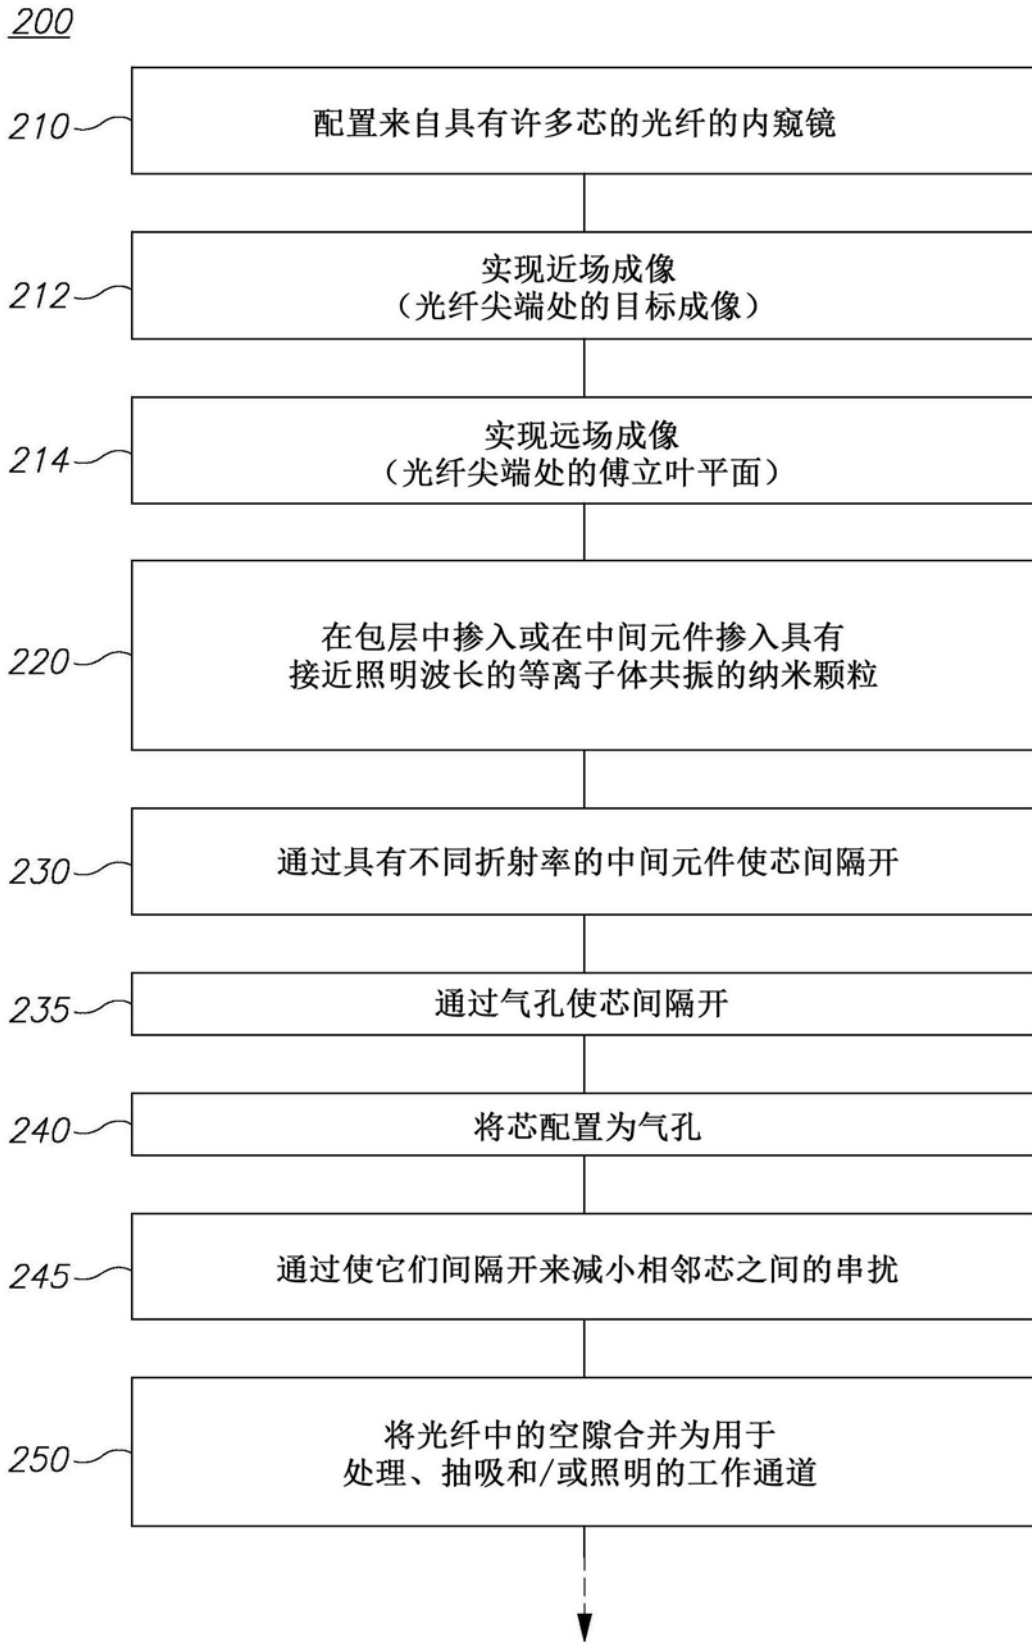 200
210
配置来自具有许多芯的光纤的内窥镜
212
实现近场成像
（光纤尖端处的目标成像）
214
实现远场成像
（光纤尖端处的傅立叶平面）
220
在包层中掺入或在中间元件掺入具有
接近照明波长的等离子体共振的纳米颗粒
230
通过具有不同折射率的中间元件使芯间隔开
235
通过气孔使芯间隔开
240
将芯配置为气孔
245
通过使它们间隔开来减小相邻芯之间的串扰
250
将光纤中的空隙合并为用于
处理、抽吸和/或照明的工作通道